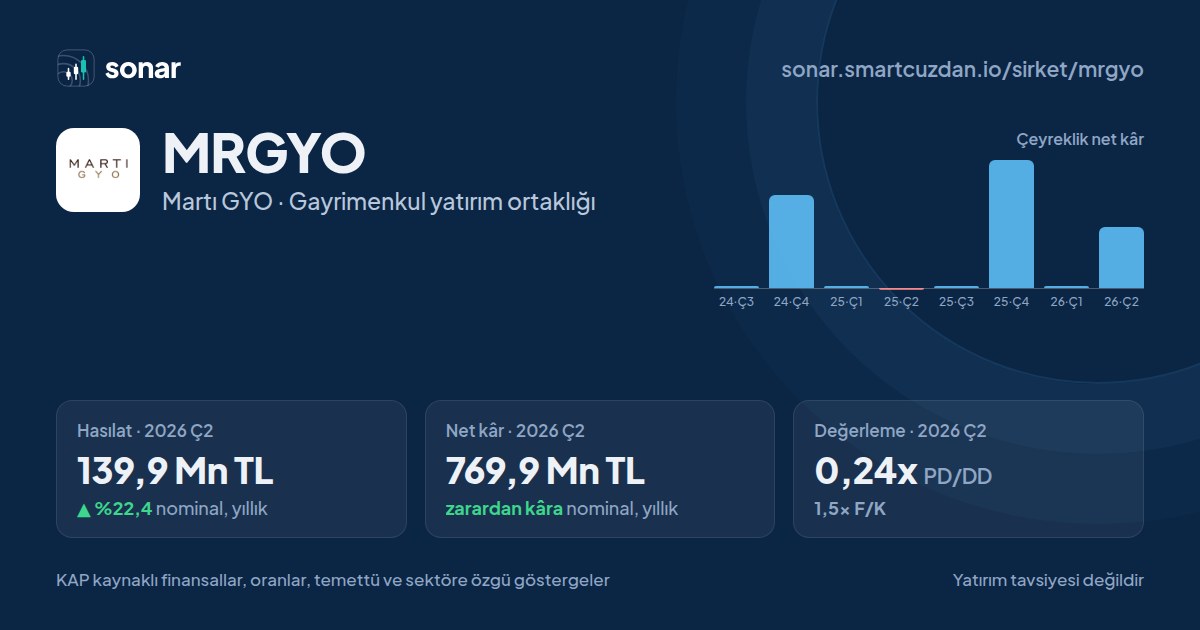 sonar
sonar.smartcuzdan.io/sirket/mrgyo
MARTI
GYO
MRGYO
Martı GYO · Gayrimenkul yatırım ortaklığı
Çeyreklik net kâr
24-Ç3 24-Ç4 25-Ç1 25-Ç2 25-Ç3 25-Ç4 26-Ç1 26-Ç2
Hasılat · 2026 Ç2
139,9 Mn TL
▲ %22,4 nominal, yıllık
Net kâr · 2026 Ç2
769,9 Mn TL
zarardan kâra nominal, yıllık
Değerleme · 2026 Ç2
0,24x PD/DD
1,5× F/K
KAP kaynaklı finansallar, oranlar, temettü ve sektöre özgü göstergeler
Yatırım tavsiyesi değildir